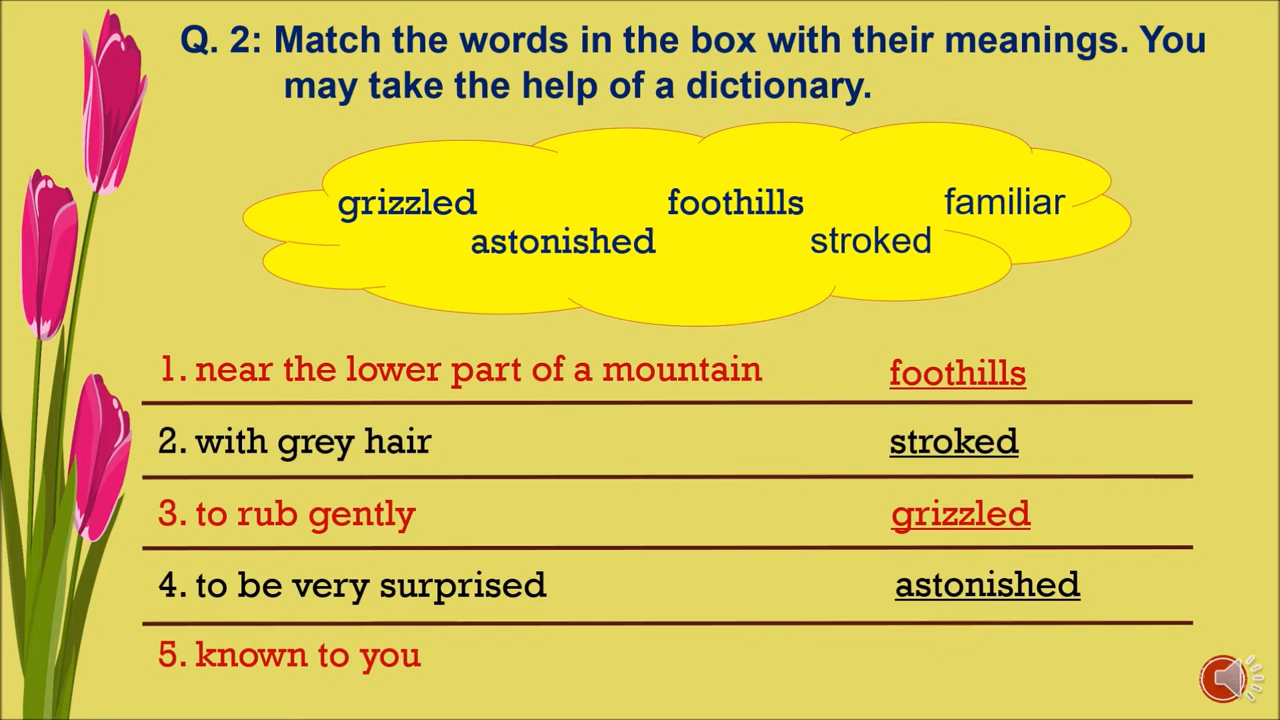 Q. 2: Match the words in the box with their meanings. You
may take the help of a dictionary.
grizzled foothills familiar
astonished stroked
1. near the lower part of a mountain foothills
2. with grey hair stroked
3. to rub gently grizzled
4. to be very surprised astonished
5. known to you